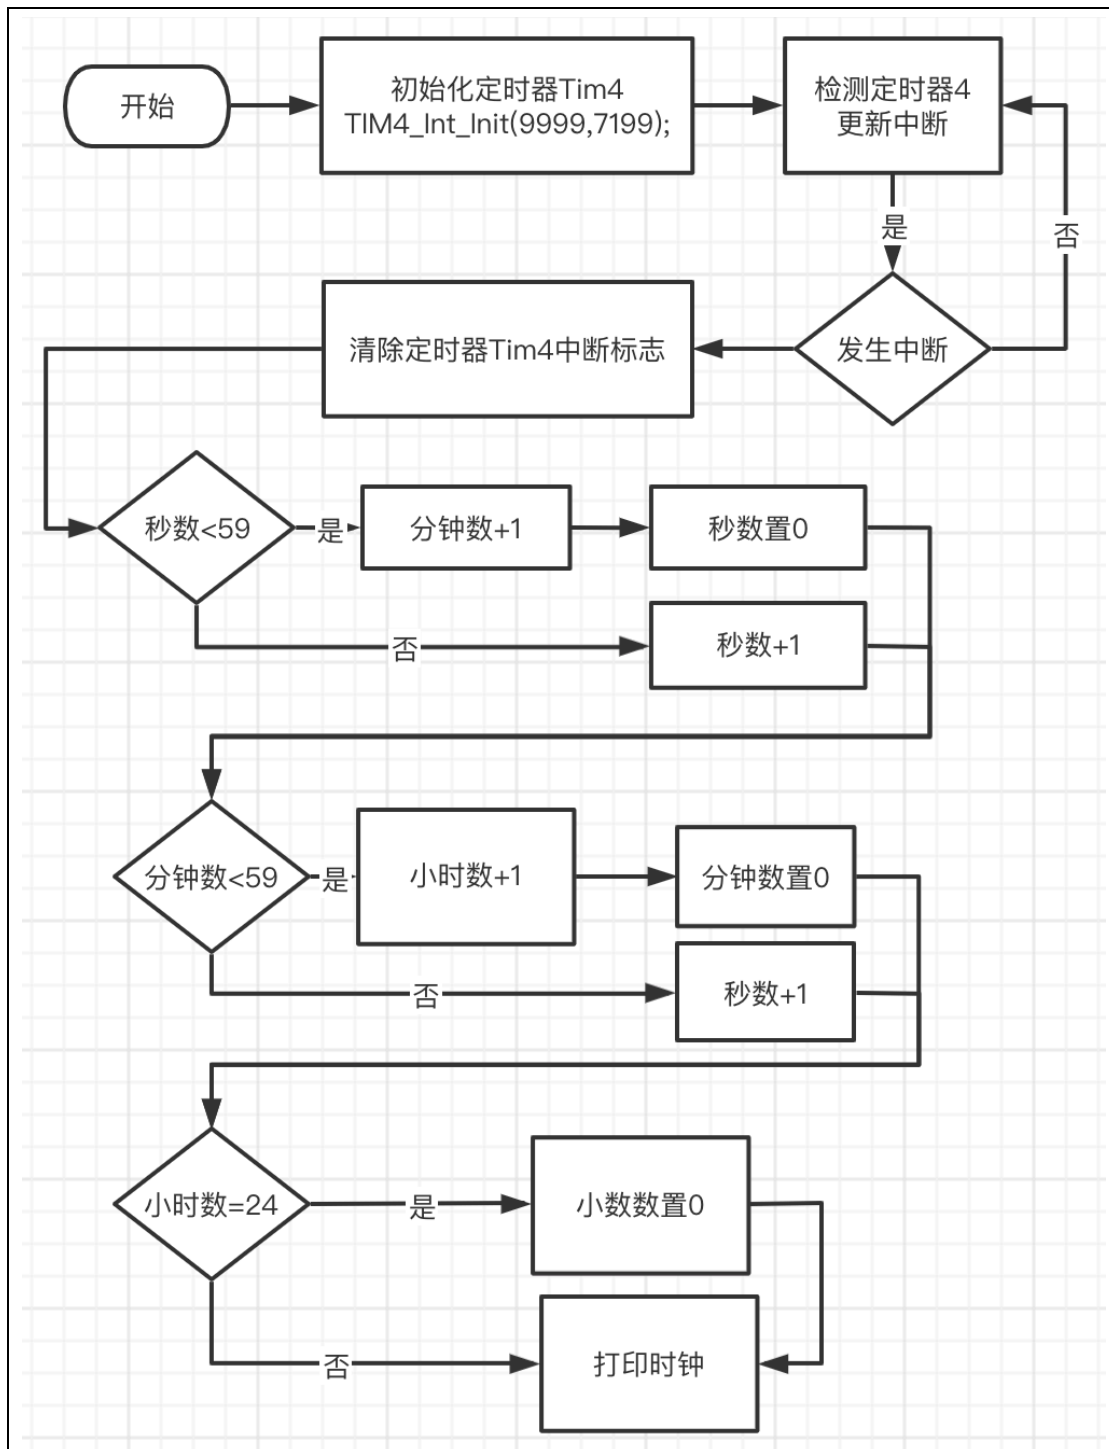 开始
初始化定时器Tim4
TIM4_Int_Init(9999,7199);
检测定时器4
更新中断
是
否
发生中断
清除定时器Tim4中断标志
秒数<59
是
分钟数+1
秒数置0
否
秒数+1
分钟数<59
是
小时数+1
分钟数置0
否
秒数+1
小时数=24
是
小数数置0
否
打印时钟